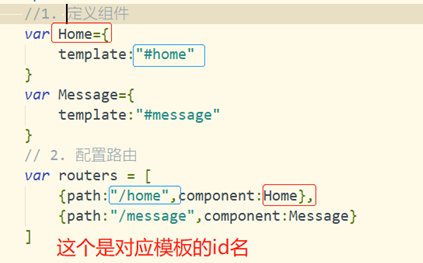 //1. 定义组件
var Home={
template:"#home"
}
var Message={
template:"#message"
}
// 2. 配置路由
var routers = [
{path:"/home",component:Home},
{path:"/message",component:Message}
]
这个是对应模板的id名